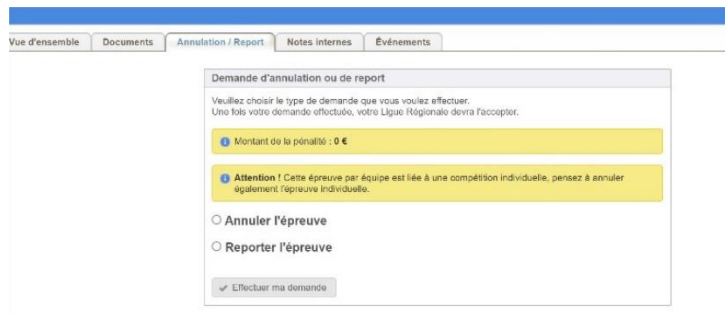 Vue d'ensemble Documents Annulation / Report Notes internes Événements
Demande d'annulation ou de report
Veuillez choisir le type de demande que vous voulez effectuer.
Une fois votre demande effectuée, votre Ligue Régionale devra l'accepter.
Montant de la pénalité : 0 €
Attention ! Cette épreuve par équipe est liée à une compétition individuelle, pensez à annuler
également l'épreuve individuelle.
Annuler l'épreuve
Reporter l'épreuve
Effectuer ma demande